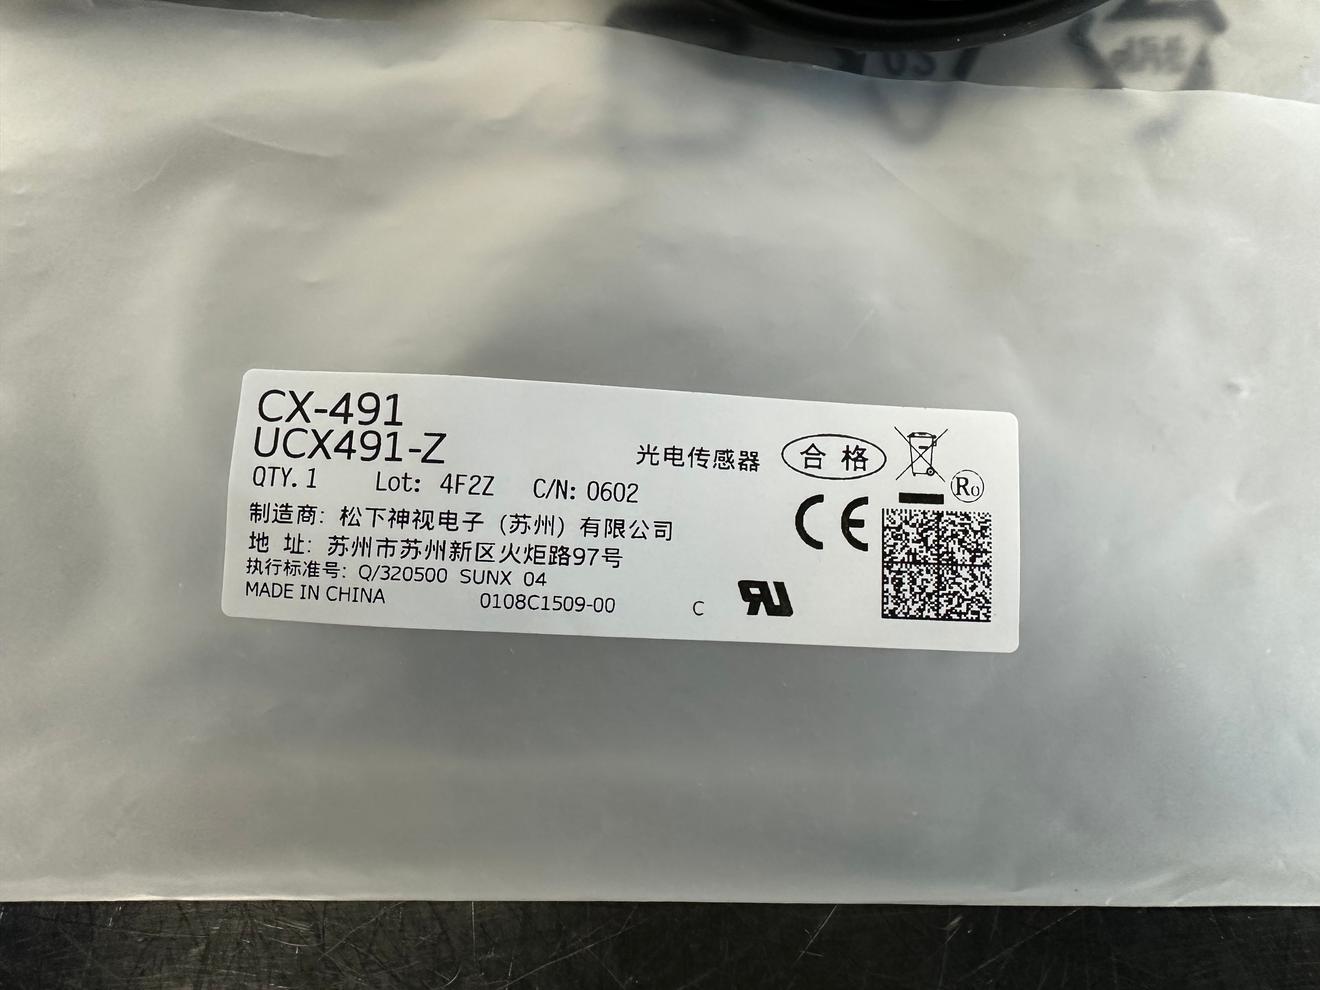 CX-491
UCX491-Z
光电传感器
合格
QTY. 1 Lot: 4F2Z C/N: 0602
Ro
制造商: 松下神视电子 (苏州) 有限公司
CE
地 址: 苏州市苏州新区火炬路97号
执行标准号: Q/320500 SUNX 04
MADE IN CHINA 0108C1509-00 C
02